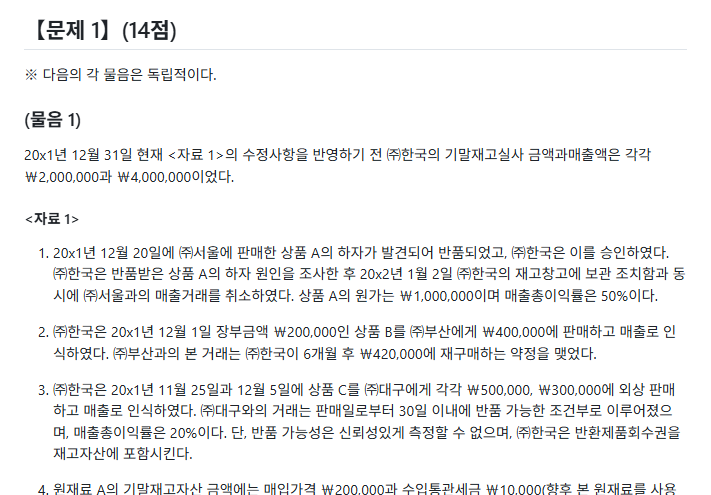 【문제 1】 (14점)
※ 다음의 각 물음은 독립적이다.
(물음 1)
20x1년 12월 31일 현재 <자료 1>의 수정사항을 반영하기 전 ㈜한국의 기말재고실사 금액과매출액은 각각
₩2,000,000과 ₩4,000,000이었다.
<자료 1>
1. 20x1년 12월 20일에 ㈜서울에 판매한 상품 A의 하자가 발견되어 반품되었고, ㈜한국은 이를 승인하였다.
㈜한국은 반품받은 상품 A의 하자 원인을 조사한 후 20x2년 1월 2일 ㈜한국의 재고창고에 보관 조치함과 동
시에 ㈜서울과의 매출거래를 취소하였다. 상품 A의 원가는 ₩1,000,000이며 매출총이익률은 50%이다.
2. ㈜한국은 20x1년 12월 1일 장부금액 ₩200,000인 상품 B를 ㈜부산에게 ₩400,000에 판매하고 매출로 인
식하였다. ㈜부산과의 본 거래는 ㈜한국이 6개월 후 ₩420,000에 재구매하는 약정을 맺었다.
3. ㈜한국은 20x1년 11월 25일과 12월 5일에 상품 C를 ㈜대구에게 각각 ₩500,000, ₩300,000에 외상 판매
하고 매출로 인식하였다. ㈜대구와의 거래는 판매일로부터 30일 이내에 반품 가능한 조건부로 이루어졌으
며, 매출총이익률은 20%이다. 단, 반품 가능성은 신뢰성있게 측정할 수 없으며, ㈜한국은 반환제품회수권을
재고자산에 포함시킨다.
4. 원재료 A의 기말재고자산 금액에는 매입가격 ₩200,000과 수입통관세금 ₩10,000(향후 본 원재료를 사용